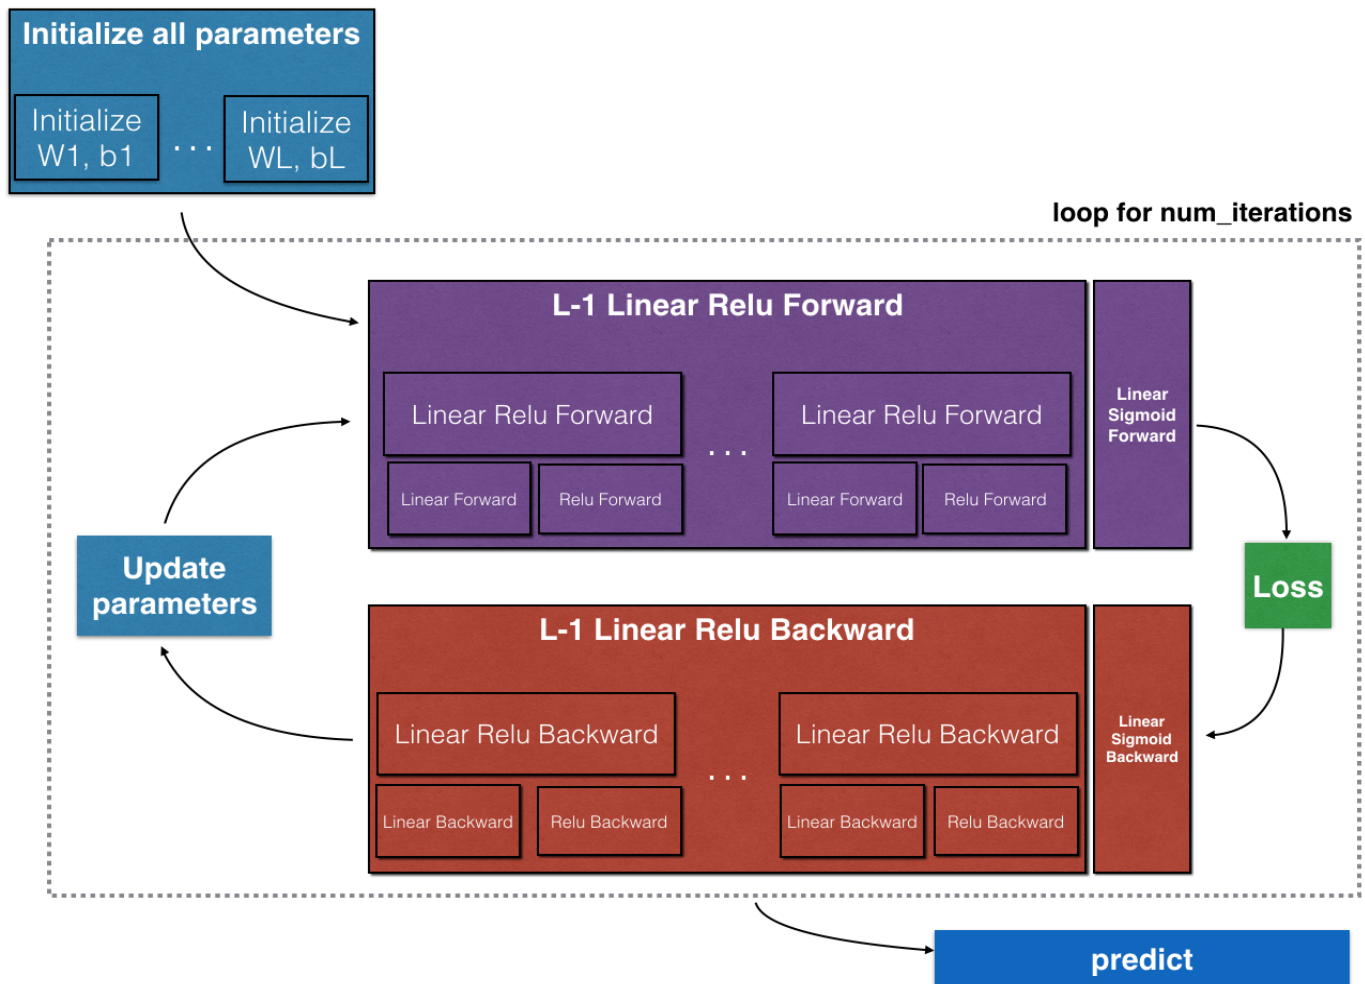 Initialize all parameters
Initialize
W1, b1
. . .
Initialize
WL, bL
loop for num_iterations
L-1 Linear Relu Forward
Linear Relu Forward
. . .
Linear Relu Forward
Linear Forward
Relu Forward
Linear Forward
Relu Forward
Linear
Sigmoid
Forward
Update
parameters
Loss
L-1 Linear Relu Backward
Linear Relu Backward
. . .
Linear Relu Backward
Linear Backward
Relu Backward
Linear Backward
Relu Backward
Linear
Sigmoid
Backward
predict